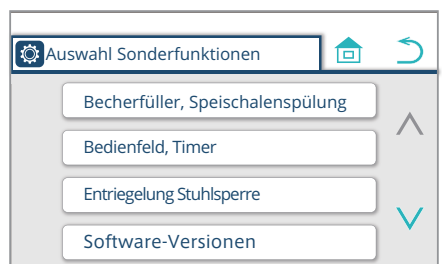 Auswahl Sonderfunktionen
Becherfüller, Speischalenspülung
Bedienfeld, Timer
Entriegelung Stuhlsperre
Software-Versionen